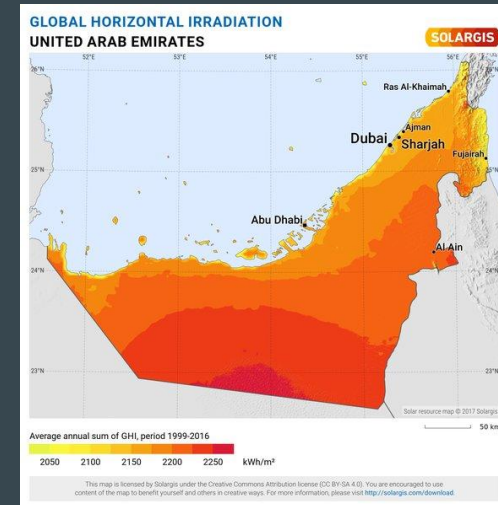 GLOBAL HORIZONTAL IRRADIATION
UNITED ARAB EMIRATES
SOLARGIS
52°E 53°E 54°E 55°E 56°E
26°N 26°N
Ras Al-Khaimah
Ajman
Dubai
Sharjah
Fujairah
25°N
Abu Dhabi
Al Ain
24°N
23°N 23°N
Solar resource map © 2017 Solargis
50 km
Average annual sum of GHI, period 1999-2016
2050 2100 2150 2200 2250 kWh/m²
This map is licensed by Solargis under the Creative Commons Attribution license (CC BY-SA 4.0). You are encouraged to use
content of the map to benefit yourself and others in creative ways. For more information, please visit http://solargis.com/download.